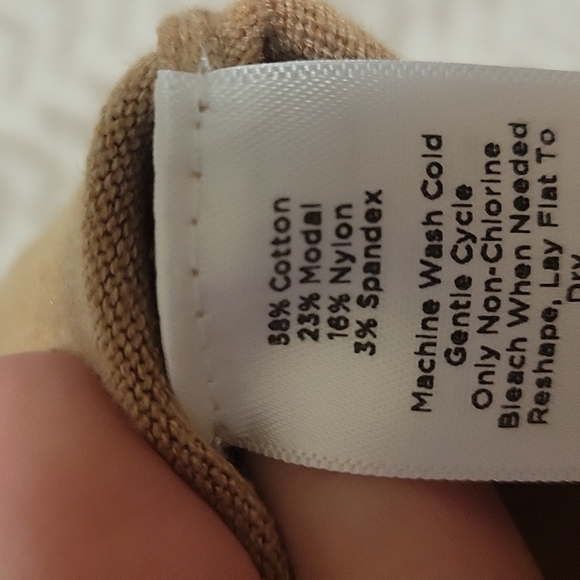 58% Cotton
23% Modal
16% Nylon
3% Spandex
Machine Wash Cold
Gentle Cycle
Only Non-Chlorine
Bleach When Needed
Reshape, Lay Flat To
Dry